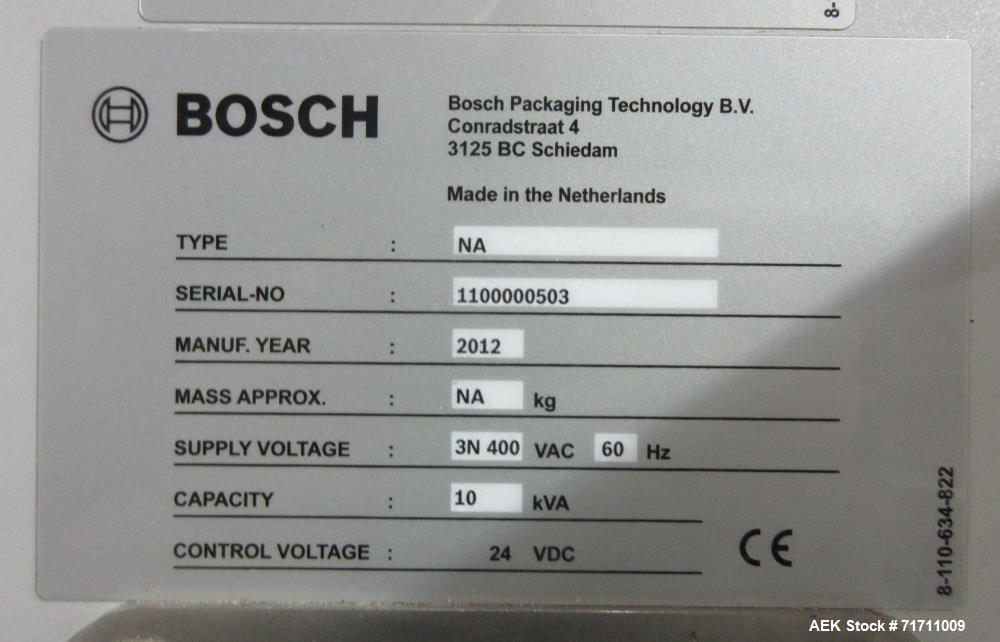 8-
BOSCH
Bosch Packaging Technology B.V.
Conradstraat 4
3125 BC Schiedam
Made in the Netherlands
TYPE : NA
SERIAL-NO : 1100000503
MANUF. YEAR : 2012
MASS APPROX. : NA kg
SUPPLY VOLTAGE : 3N 400 VAC 60 Hz
CAPACITY : 10 kVA
CONTROL VOLTAGE : 24 VDC
CE
8-110-634-822
AEK Stock # 71711009